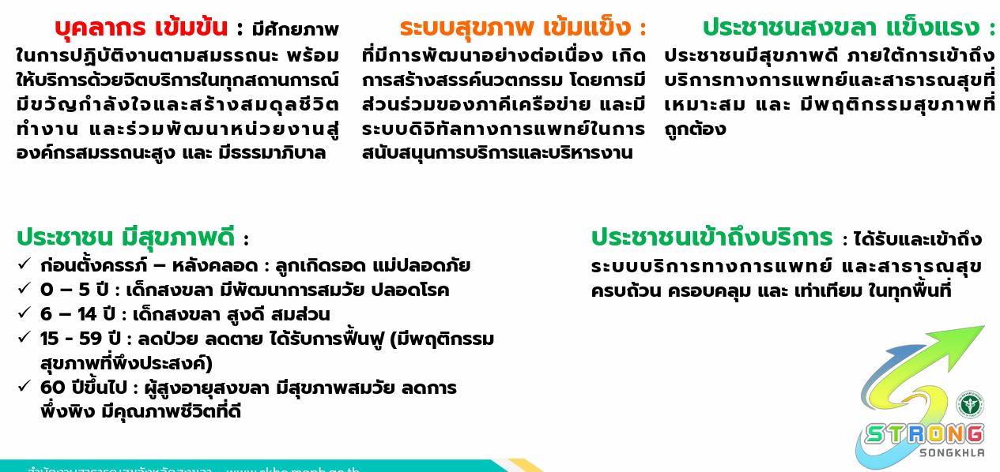 บุคลากร เข้มข้น : มีศักยภาพ
ในการปฏิบัติงานตามสมรรถนะ พร้อม
ให้บริการด้วยจิตบริการในทุกสถานการณ์
มีขวัญกำลังใจและสร้างสมดุลชีวิต
ทำงาน และร่วมพัฒนาหน่วยงานสู่
องค์กรสมรรถนะสูง และ มีธรรมาภิบาล
ระบบสุขภาพ เข้มแข็ง :
ที่มีการพัฒนาอย่างต่อเนื่อง เกิด
การสร้างสรรค์นวตกรรม โดยการมี
ส่วนร่วมของภาคีเครือข่าย และมี
ระบบดิจิทัลทางการแพทย์ในการ
สนับสนุนการบริการและบริหารงาน
ประชาชนสงขลา แข็งแรง :
ประชาชนมีสุขภาพดี ภายใต้การเข้าถึง
บริการทางการแพทย์และสาธารณสุขที่
เหมาะสม และ มีพฤติกรรมสุขภาพที่
ถูกต้อง
ประชาชน มีสุขภาพดี :
✓ ก่อนตั้งครรภ์ – หลังคลอด : ลูกเกิดรอด แม่ปลอดภัย
✓ 0 – 5 ปี : เด็กสงขลา มีพัฒนาการสมวัย ปลอดโรค
✓ 6 – 14 ปี : เด็กสงขลา สูงดี สมส่วน
✓ 15 - 59 ปี : ลดป่วย ลดตาย ได้รับการฟื้นฟู (มีพฤติกรรม
สุขภาพที่พึงประสงค์)
✓ 60 ปีขึ้นไป : ผู้สูงอายุสงขลา มีสุขภาพสมวัย ลดการ
พึ่งพิง มีคุณภาพชีวิตที่ดี
ประชาชนเข้าถึงบริการ : ได้รับและเข้าถึง
ระบบบริการทางการแพทย์ และสาธารณสุข
ครบถ้วน ครอบคลุม และ เท่าเทียม ในทุกพื้นที่
STRONG
SONGKHLA
สำนักงานสาธารณสุขจังหวัดสงขลา www.skho.moph.go.th